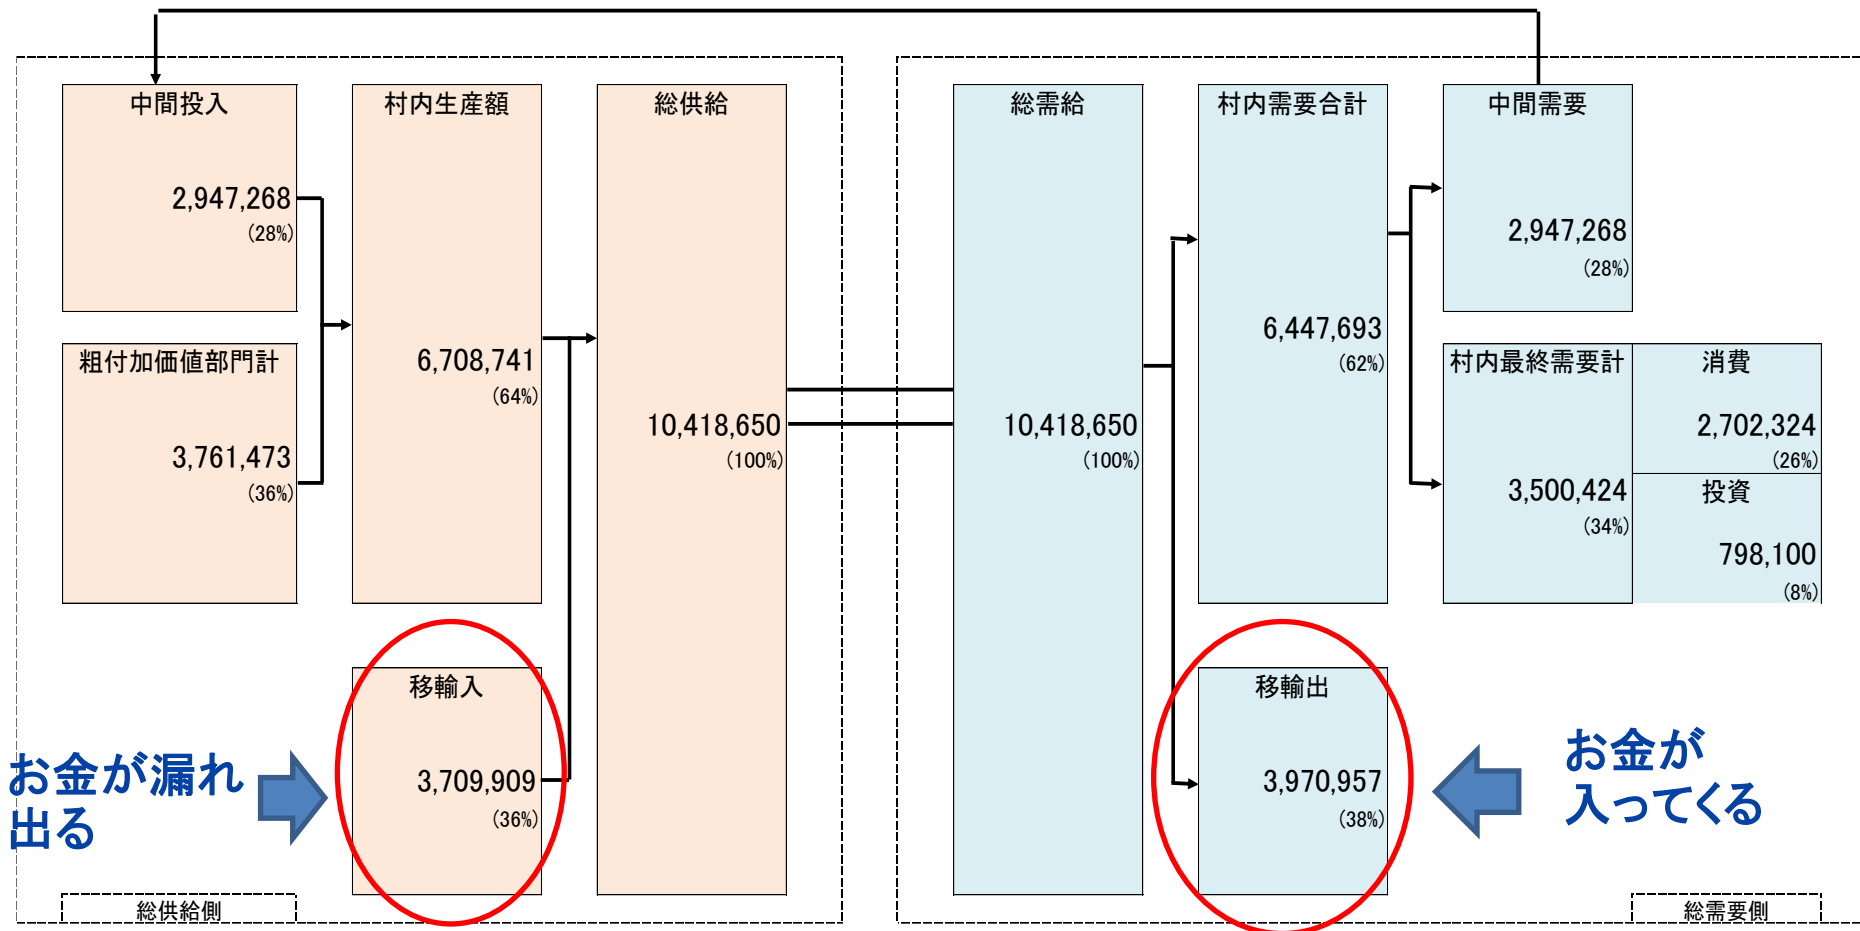 中間投入
2,947,268
(28%)
粗付加価値部門計
3,761,473
(36%)
村内生産額
6,708,741
(64%)
移輸入
3,709,909
(36%)
総供給
10,418,650
(100%)
お金が漏れ
出る
総供給側
総需給
10,418,650
(100%)
村内需要合計
6,447,693
(62%)
移輸出
3,970,957
(38%)
中間需要
2,947,268
(28%)
村内最終需要計
3,500,424
(34%)
消費
2,702,324
(26%)
投資
798,100
(8%)
お金が
入ってくる
総需要側